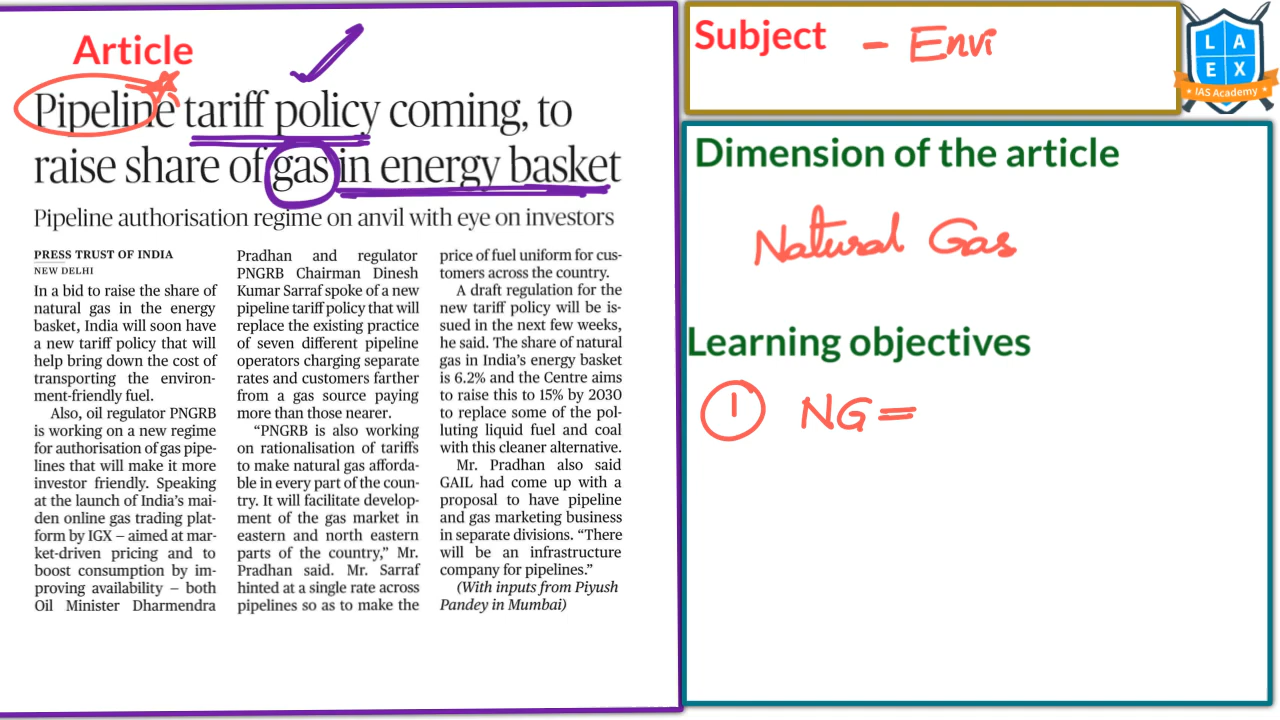 Article
Pipeline tariff policy coming, to
raise share of gas in energy basket
Pipeline authorisation regime on anvil with eye on investors
PRESS TRUST OF INDIA
NEW DELHI
In a bid to raise the share of
natural gas in the energy
basket, India will soon have
a new tariff policy that will
help bring down the cost of
transporting the environ-
ment-friendly fuel.
Also, oil regulator PNGRB
is working on a new regime
for authorisation of gas pipe-
lines that will make it more
investor friendly. Speaking
at the launch of India's mai-
den online gas trading plat-
form by IGX – aimed at mar-
ket-driven pricing and to
boost consumption by im-
proving availability – both
Oil Minister Dharmendra
Pradhan and regulator
PNGRB Chairman Dinesh
Kumar Sarraf spoke of a new
pipeline tariff policy that will
replace the existing practice
of seven different pipeline
operators charging separate
rates and customers farther
from a gas source paying
more than those nearer.
"PNGRB is also working
on rationalisation of tariffs
to make natural gas afforda-
ble in every part of the coun-
try. It will facilitate develop-
ment of the gas market in
eastern and north eastern
parts of the country," Mr.
Pradhan said. Mr. Sarraf
hinted at a single rate across
pipelines so as to make the
price of fuel uniform for cus-
tomers across the country.
A draft regulation for the
new tariff policy will be is-
sued in the next few weeks,
he said. The share of natural
gas in India's energy basket
is 6.2% and the Centre aims
to raise this to 15% by 2030
to replace some of the pol-
luting liquid fuel and coal
with this cleaner alternative.
Mr. Pradhan also said
GAIL had come up with a
proposal to have pipeline
and gas marketing business
in separate divisions. "There
will be an infrastructure
company for pipelines."
(With inputs from Piyush
Pandey in Mumbai)
Subject - Envi
L A
E X
IAS Academy
Dimension of the article
Natural Gas
Learning objectives
1 NG=